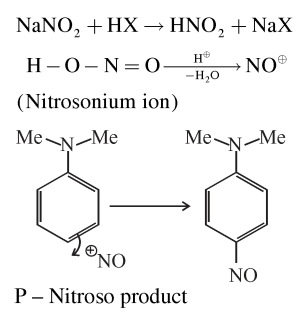 NaNO₂ + HX → HNO₂ + NaX
H – O – N = O H⊕ –H₂O → NO⊕
(Nitrosonium ion)
Me N Me Me N Me
⊕NO NO
P – Nitroso product